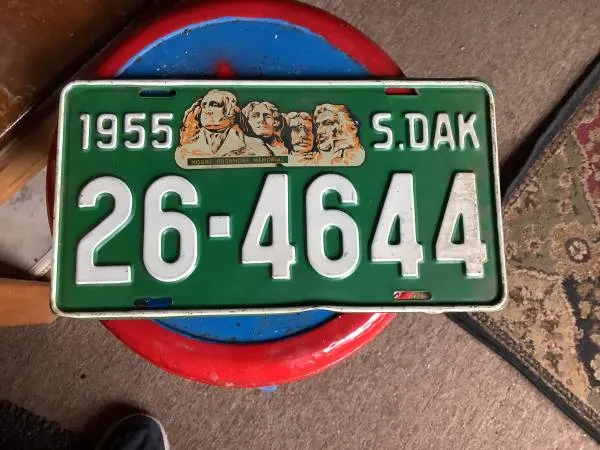 1955 S.DAK
MOUNT RUSHMORE MEMORIAL
26-4644